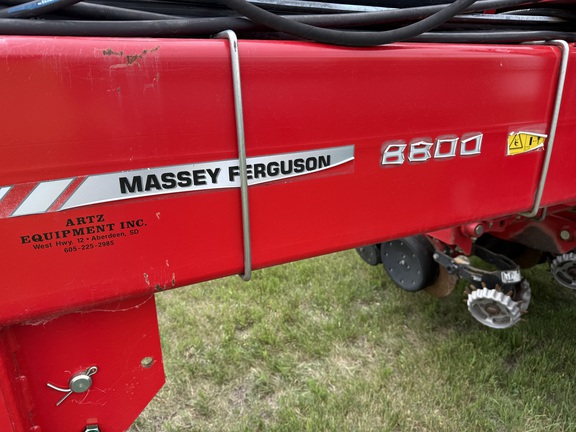 MASSEY FERGUSON
8800
ARTZ
EQUIPMENT INC.
West Hwy. 12 • Aberdeen, SD
605-225-2985